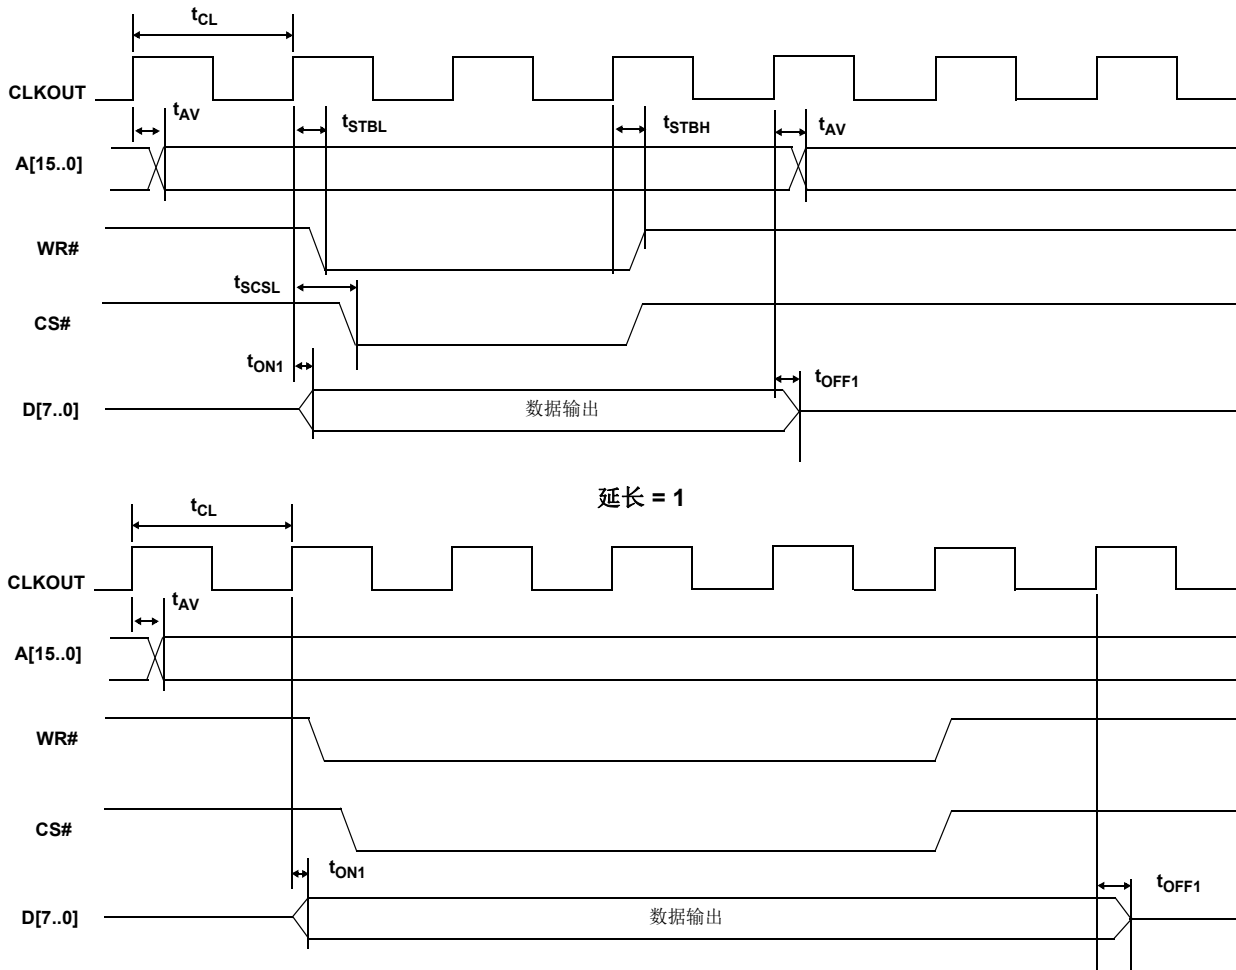 tCL
CLKOUT
tAV
tSTBL
tSTBH
tAV
A[15..0]
WR#
tSCSL
CS#
tON1
tOFF1
D[7..0]
数据输出
延长 = 1
tCL
CLKOUT
tAV
A[15..0]
WR#
CS#
tON1
tOFF1
D[7..0]
数据输出